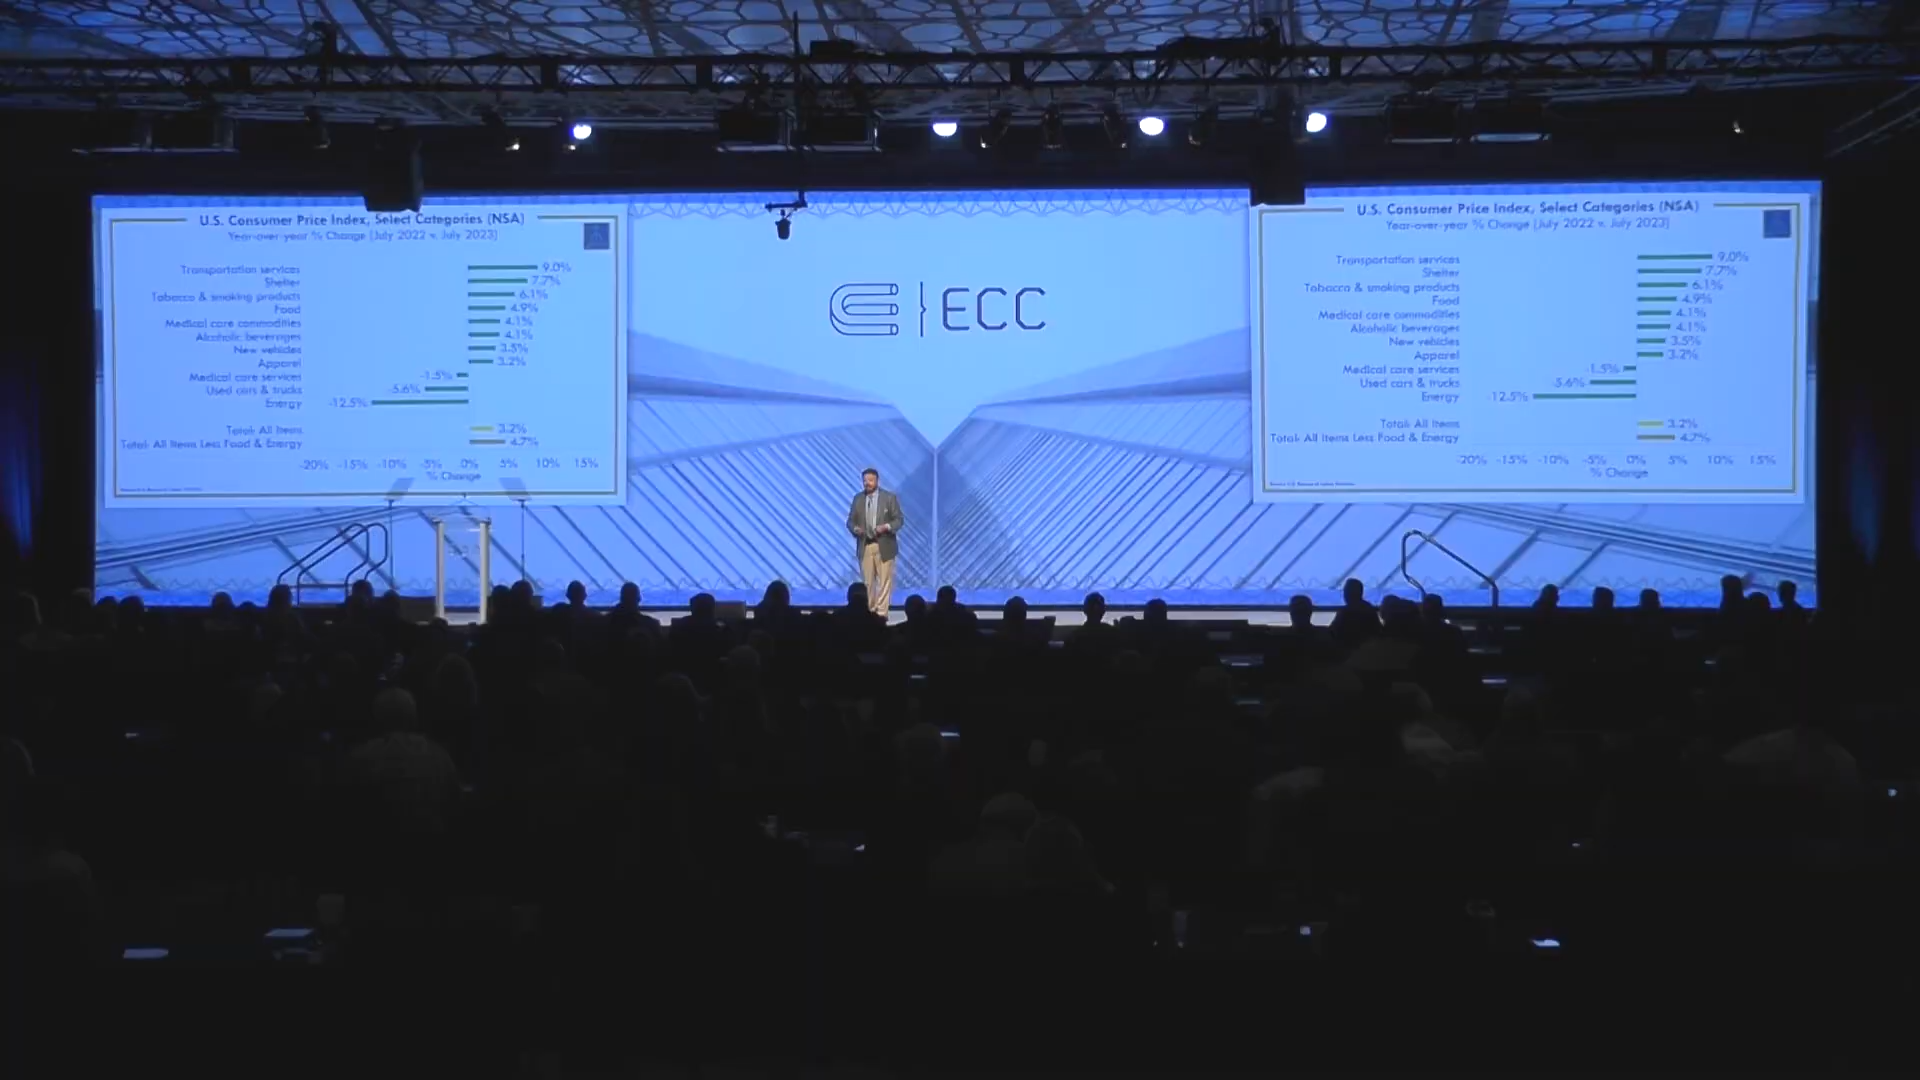 U.S. Consumer Price Index, Select Categories (NSA)
Year-over-year % Change (July 2022 v. July 2023)
Transportation services 9.0%
Shelter 7.7%
Tobacco & smoking products 6.1%
Food 4.9%
Medical care commodities 4.1%
Alcoholic beverages 4.1%
New vehicles 3.5%
Apparel 3.2%
Medical care services -1.5%
Used cars & trucks -5.6%
Energy -12.5%
Total: All Items 3.2%
Total: All Items Less Food & Energy 4.7%
-20% -15% -10% -5% 0% 5% 10% 15%
% Change
ECC
U.S. Consumer Price Index, Select Categories (NSA)
Year-over-year % Change (July 2022 v. July 2023)
Transportation services 9.0%
Shelter 7.7%
Tobacco & smoking products 6.1%
Food 4.9%
Medical care commodities 4.1%
Alcoholic beverages 4.1%
New vehicles 3.5%
Apparel 3.2%
Medical care services -1.5%
Used cars & trucks -5.6%
Energy -12.5%
Total: All Items 3.2%
Total: All Items Less Food & Energy 4.7%
-20% -15% -10% -5% 0% 5% 10% 15%
% Change